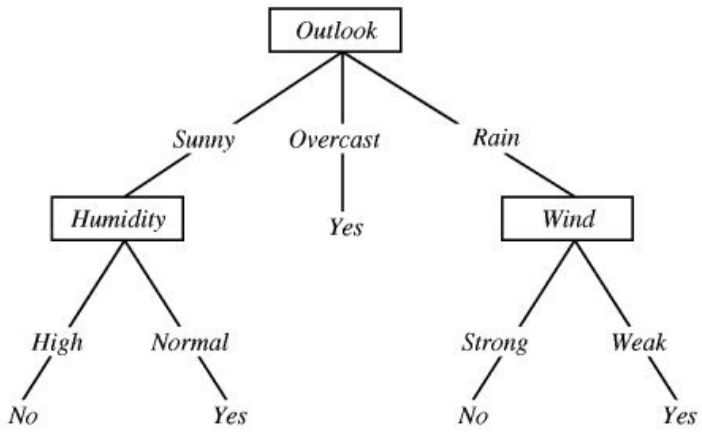 Outlook
Sunny Overcast Rain
Humidity Yes Wind
High Normal Strong Weak
No Yes No Yes